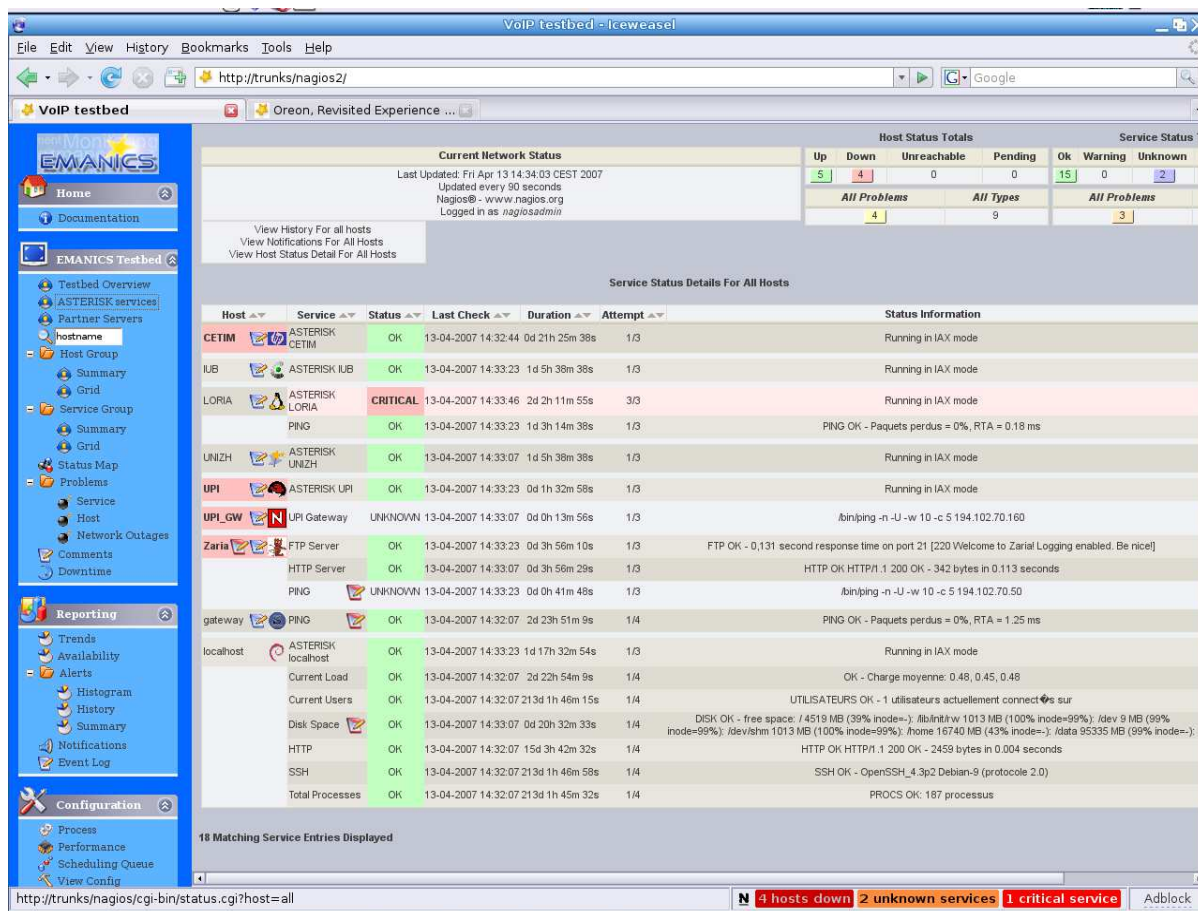 VoIP testbed - Iceweasel
File Edit View History Bookmarks Tools Help
http://trunks/nagios2/
Google
VoIP testbed
Oreon, Revisited Experience ...
EMANICS
Home
Documentation
EMANICS Testbed
Testbed Overview
ASTERISK services
Partner Servers
hostname
Host Group
Summary
Grid
Service Group
Summary
Grid
Status Map
Problems
Service
Host
Network Outages
Comments
Downtime
Reporting
Trends
Availability
Alerts
Histogram
History
Summary
Notifications
Event Log
Configuration
Process
Performance
Scheduling Queue
View Config
Current Network Status
Last Updated: Fri Apr 13 14:34:03 CEST 2007
Updated every 90 seconds
Nagios® - www.nagios.org
Logged in as nagiosadmin
View History For all hosts
View Notifications For All Hosts
View Host Status Detail For All Hosts
Host Status Totals
Up Down Unreachable Pending
5 4 0 0
All Problems All Types
4 9
Service Status
Ok Warning Unknown
15 0 2
All Problems
3
Service Status Details For All Hosts
Host Service Status Last Check Duration Attempt Status Information
CETIM ASTERISK CETIM OK 13-04-2007 14:32:44 0d 21h 25m 38s 1/3 Running in IAX mode
IUB ASTERISK IUB OK 13-04-2007 14:33:23 1d 5h 38m 38s 1/3 Running in IAX mode
LORIA ASTERISK LORIA CRITICAL 13-04-2007 14:33:46 2d 2h 11m 55s 3/3 Running in IAX mode
PING OK 13-04-2007 14:33:23 1d 3h 14m 38s 1/3 PING OK - Paquets perdus = 0%, RTA = 0.18 ms
UNIZH ASTERISK UNIZH OK 13-04-2007 14:33:07 1d 5h 38m 38s 1/3 Running in IAX mode
UPI ASTERISK UPI OK 13-04-2007 14:33:23 0d 1h 32m 58s 1/3 Running in IAX mode
UPI_GW N UPI Gateway UNKNOWN 13-04-2007 14:33:07 0d 0h 13m 56s 1/3 /bin/ping -n -U -w 10 -c 5 194.102.70.160
Zaria FTP Server OK 13-04-2007 14:33:23 0d 3h 56m 10s 1/3 FTP OK - 0,131 second response time on port 21 [220 Welcome to Zaria! Logging enabled. Be nice!]
HTTP Server OK 13-04-2007 14:33:07 0d 3h 56m 29s 1/3 HTTP OK HTTP/1.1 200 OK - 342 bytes in 0.113 seconds
PING UNKNOWN 13-04-2007 14:33:23 0d 0h 41m 48s 1/3 /bin/ping -n -U -w 10 -c 5 194.102.70.50
gateway PING OK 13-04-2007 14:32:07 2d 23h 51m 9s 1/4 PING OK - Paquets perdus = 0%, RTA = 1.25 ms
localhost ASTERISK localhost OK 13-04-2007 14:33:23 1d 17h 32m 54s 1/3 Running in IAX mode
Current Load OK 13-04-2007 14:32:07 2d 22h 54m 9s 1/4 OK - Charge moyenne: 0.48, 0.45, 0.48
Current Users OK 13-04-2007 14:32:07 213d 1h 46m 15s 1/4 UTILISATEURS OK - 1 utilisateurs actuellement connect�s sur
Disk Space OK 13-04-2007 14:33:07 0d 20h 32m 33s 1/4 DISK OK - free space: / 4519 MB (39% inode=-): /lib/init/rw 1013 MB (100% inode=99%): /dev 9 MB (99%
inode=99%): /dev/shm 1013 MB (100% inode=99%): /home 16740 MB (43% inode=-): /data 95335 MB (99% inode=-):
HTTP OK 13-04-2007 14:32:07 15d 3h 42m 32s 1/4 HTTP OK HTTP/1.1 200 OK - 2459 bytes in 0.004 seconds
SSH OK 13-04-2007 14:32:07 213d 1h 46m 58s 1/4 SSH OK - OpenSSH_4.3p2 Debian-9 (protocole 2.0)
Total Processes OK 13-04-2007 14:32:07 213d 1h 45m 32s 1/4 PROCS OK: 187 processus
18 Matching Service Entries Displayed
http://trunks/nagios/cgi-bin/status.cgi?host=all
N 4 hosts down 2 unknown services 1 critical service Adblock